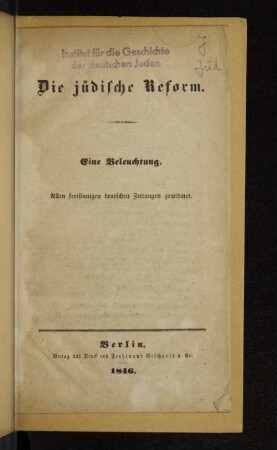 Institut für die Geschichte
der deutschen Juden
J
Jüd
Die jüdische Reform.
Eine Beleuchtung.
Allen freisinnigen deutschen Zeitungen gewidmet.
Berlin.
Verlag und Druck von Ferdinand Reichardt u. Co.
1846.